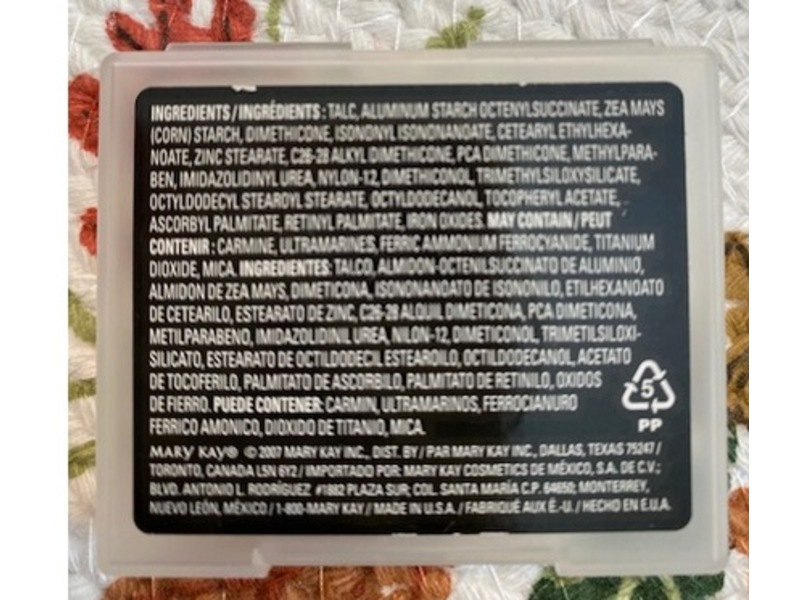 INGREDIENTS / INGRÉDIENTS : TALC, ALUMINUM STARCH OCTENYLSUCCINATE, ZEA MAYS
(CORN) STARCH, DIMETHICONE, ISONONYL ISONONANOATE, CETEARYL ETHYLHEXA-
NOATE, ZINC STEARATE, C26-28 ALKYL DIMETHICONE, PCA DIMETHICONE, METHYLPARA-
BEN, IMIDAZOLIDINYL UREA, NYLON-12, DIMETHICONOL, TRIMETHYLSILOXYSILICATE,
OCTYLDODECYL STEAROYL STEARATE, OCTYLDODECANOL, TOCOPHERYL ACETATE,
ASCORBYL PALMITATE, RETINYL PALMITATE, IRON OXIDES. MAY CONTAIN / PEUT
CONTENIR : CARMINE, ULTRAMARINES, FERRIC AMMONIUM FERROCYANIDE, TITANIUM
DIOXIDE, MICA. INGREDIENTES: TALCO, ALMIDON-OCTENILSUCCINATO DE ALUMINIO,
ALMIDON DE ZEA MAYS, DIMETICONA, ISONONANOATO DE ISONONILO, ETILHEXANOATO
DE CETEARILO, ESTEARATO DE ZINC, C26-28 ALQUIL DIMETICONA, PCA DIMETICONA,
METILPARABENO, IMIDAZOLIDINIL UREA, NILON-12, DIMETICONOL, TRIMETILSILOXI-
SILICATO, ESTEARATO DE OCTILDODECIL ESTEAROILO, OCTILDODECANOL, ACETATO
DE TOCOFERILO, PALMITATO DE ASCORBILO, PALMITATO DE RETINILO, OXIDOS
DE FIERRO. PUEDE CONTENER: CARMIN, ULTRAMARINOS, FERROCIANURO
FERRICO AMONICO, DIOXIDO DE TITANIO, MICA.
5
PP
MARY KAY® © 2007 MARY KAY INC., DIST. BY / PAR MARY KAY INC., DALLAS, TEXAS 75247 /
TORONTO, CANADA L5N 6Y2 / IMPORTADO POR: MARY KAY COSMETICS DE MÉXICO, S.A. DE C.V.;
BLVD. ANTONIO L. RODRÍGUEZ #1882 PLAZA SUR; COL. SANTA MARÍA C.P. 64650; MONTERREY,
NUEVO LEÓN, MÉXICO / 1-800-MARY KAY / MADE IN U.S.A. / FABRIQUÉ AUX É.-U. / HECHO EN E.U.A.